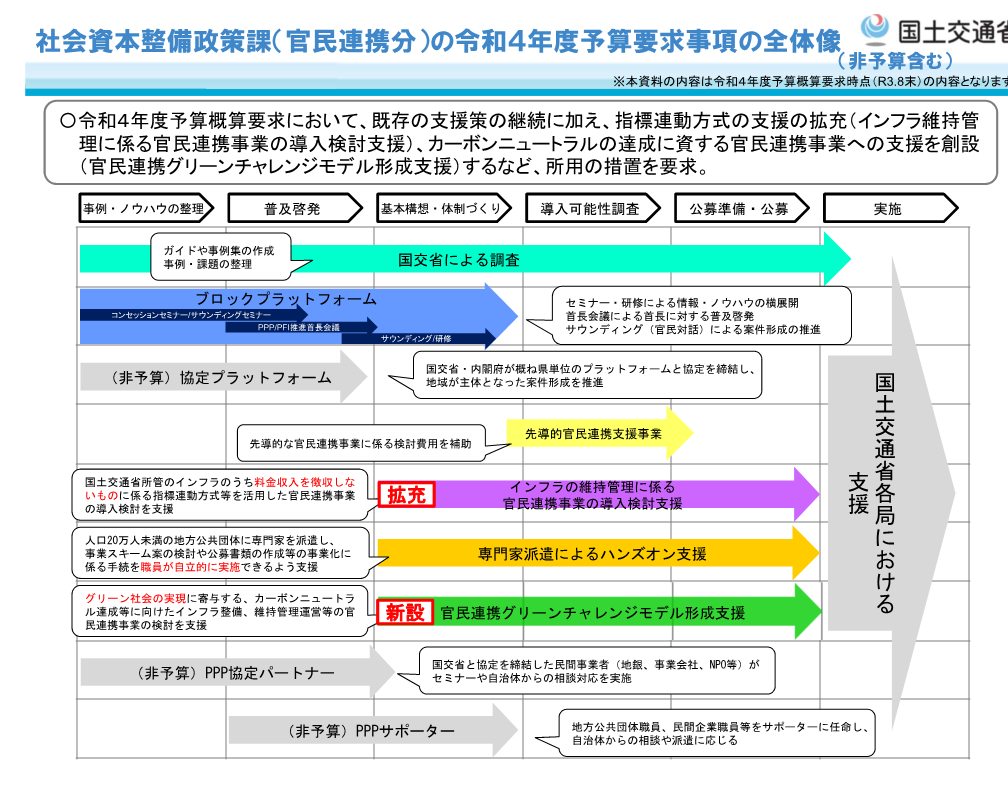 社会資本整備政策課（官民連携分）の令和４年度予算要求事項の全体像
国土交通省
（非予算含む）
※本資料の内容は令和４年度予算概算要求時点（R3.8末）の内容となります
〇令和４年度予算概算要求において、既存の支援策の継続に加え、指標連動方式の支援の拡充（インフラ維持管
理に係る官民連携事業の導入検討支援）、カーボンニュートラルの達成に資する官民連携事業への支援を創設
（官民連携グリーンチャレンジモデル形成支援）するなど、所用の措置を要求。
事例・ノウハウの整理
普及啓発
基本構想・体制づくり
導入可能性調査
公募準備・公募
実施
ガイドや事例集の作成
事例・課題の整理
国交省による調査
ブロックプラットフォーム
コンセッションセミナー/サウンディングセミナー
PPP/PFI推進首長会議
サウンディング/研修
セミナー・研修による情報・ノウハウの横展開
首長会議による首長に対する普及啓発
サウンディング（官民対話）による案件形成の推進
（非予算）協定プラットフォーム
国交省・内閣府が概ね県単位のプラットフォームと協定を締結し、
地域が主体となった案件形成を推進
先導的な官民連携事業に係る検討費用を補助
先導的官民連携支援事業
国土交通省所管のインフラのうち料金収入を徴収しな
いものに係る指標連動方式等を活用した官民連携事業
の導入検討を支援
拡充
インフラの維持管理に係る
官民連携事業の導入検討支援
人口20万人未満の地方公共団体に専門家を派遣し、
事業スキーム案の検討や公募書類の作成等の事業化に
係る手続を職員が自立的に実施できるよう支援
専門家派遣によるハンズオン支援
グリーン社会の実現に寄与する、カーボンニュートラ
ル達成等に向けたインフラ整備、維持管理運営等の官
民連携事業の検討を支援
新設
官民連携グリーンチャレンジモデル形成支援
（非予算）PPP協定パートナー
国交省と協定を締結した民間事業者（地銀、事業会社、NPO等）が
セミナーや自治体からの相談対応を実施
（非予算）PPPサポーター
地方公共団体職員、民間企業職員等をサポーターに任命し、
自治体からの相談や派遣に応じる
国土交通省各局における
支援